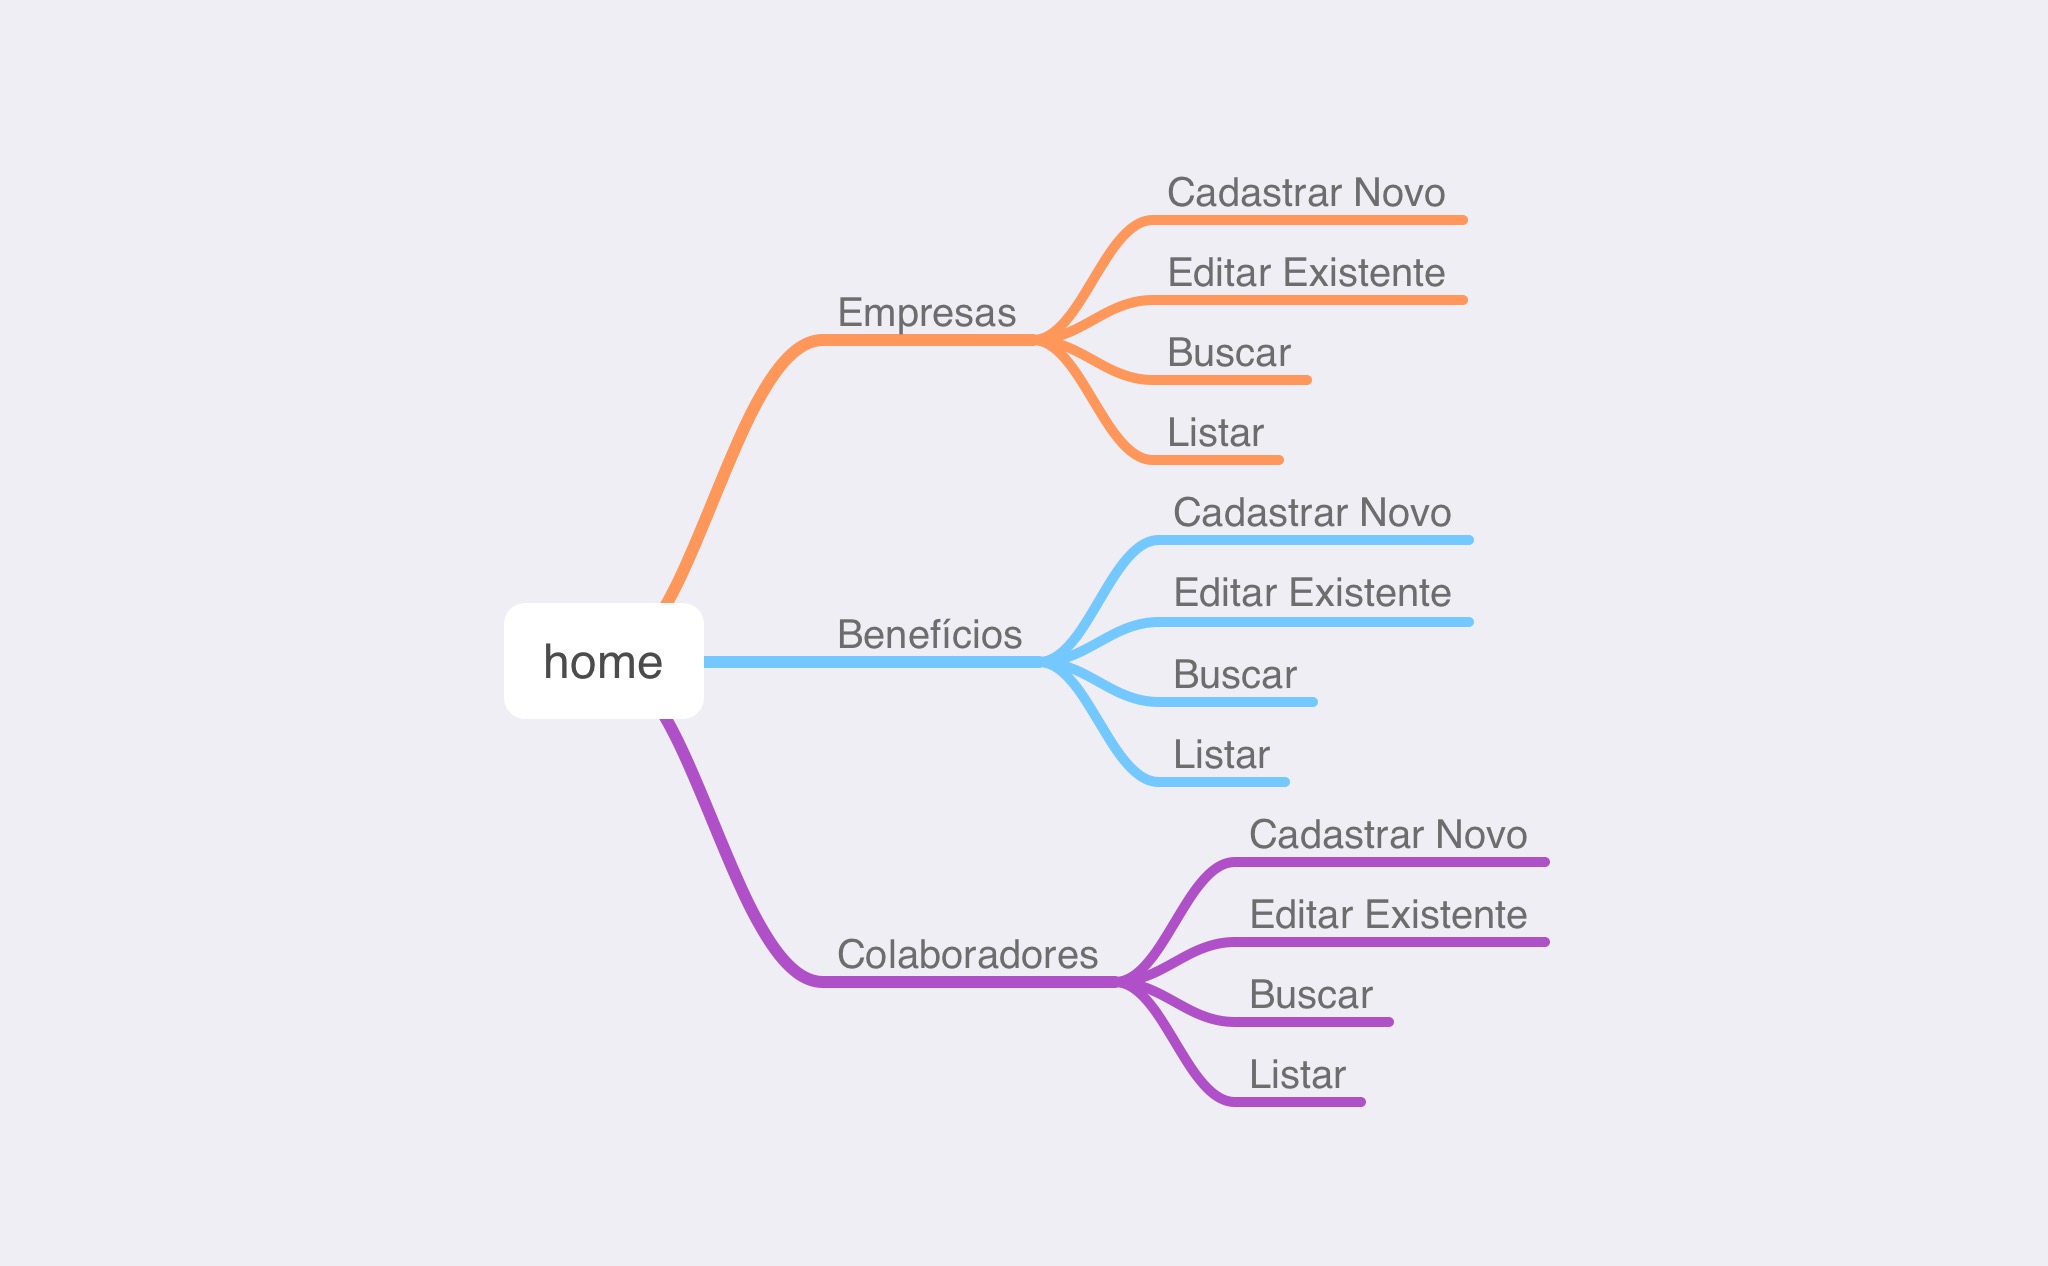 home
Empresas
Cadastrar Novo
Editar Existente
Buscar
Listar
Benefícios
Cadastrar Novo
Editar Existente
Buscar
Listar
Colaboradores
Cadastrar Novo
Editar Existente
Buscar
Listar